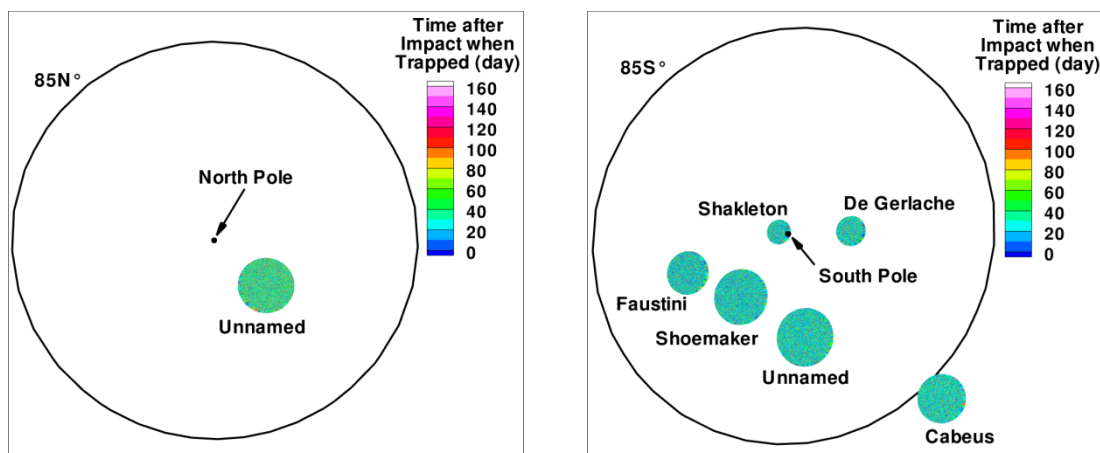 Time after
Impact when
Trapped (day)
85N°
160
140
120
100
80
60
40
20
0
North Pole
Unnamed
Time after
Impact when
Trapped (day)
85S°
160
140
120
100
80
60
40
20
0
Shakleton
De Gerlache
South Pole
Faustini
Shoemaker
Unnamed
Cabeus